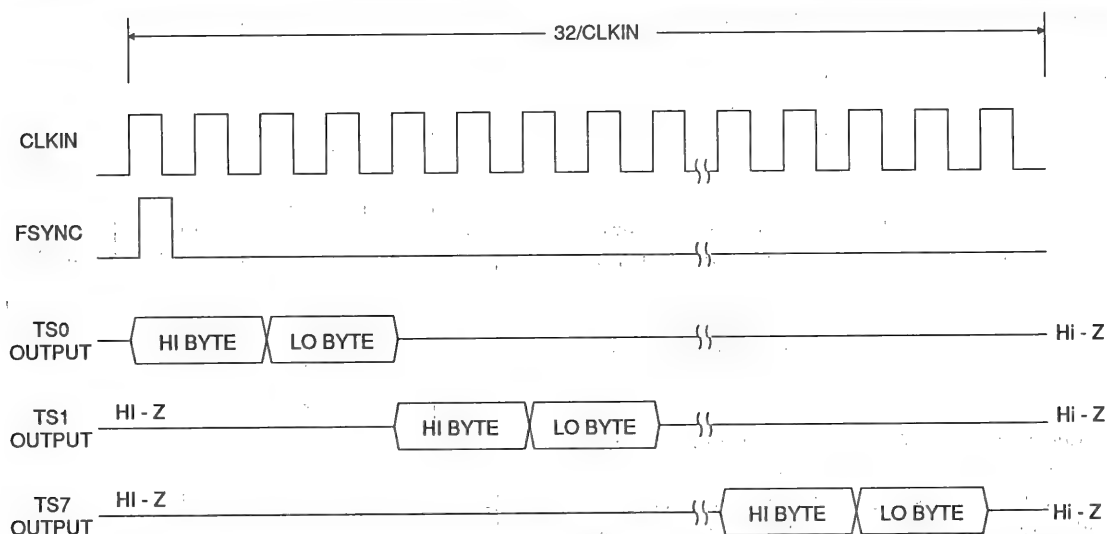 32/CLKIN
CLKIN
FSYNC
TS0
OUTPUT
HI BYTE LO BYTE Hi - Z
TS1
OUTPUT
HI - Z HI BYTE LO BYTE Hi - Z
TS7
OUTPUT
HI - Z HI BYTE LO BYTE Hi - Z